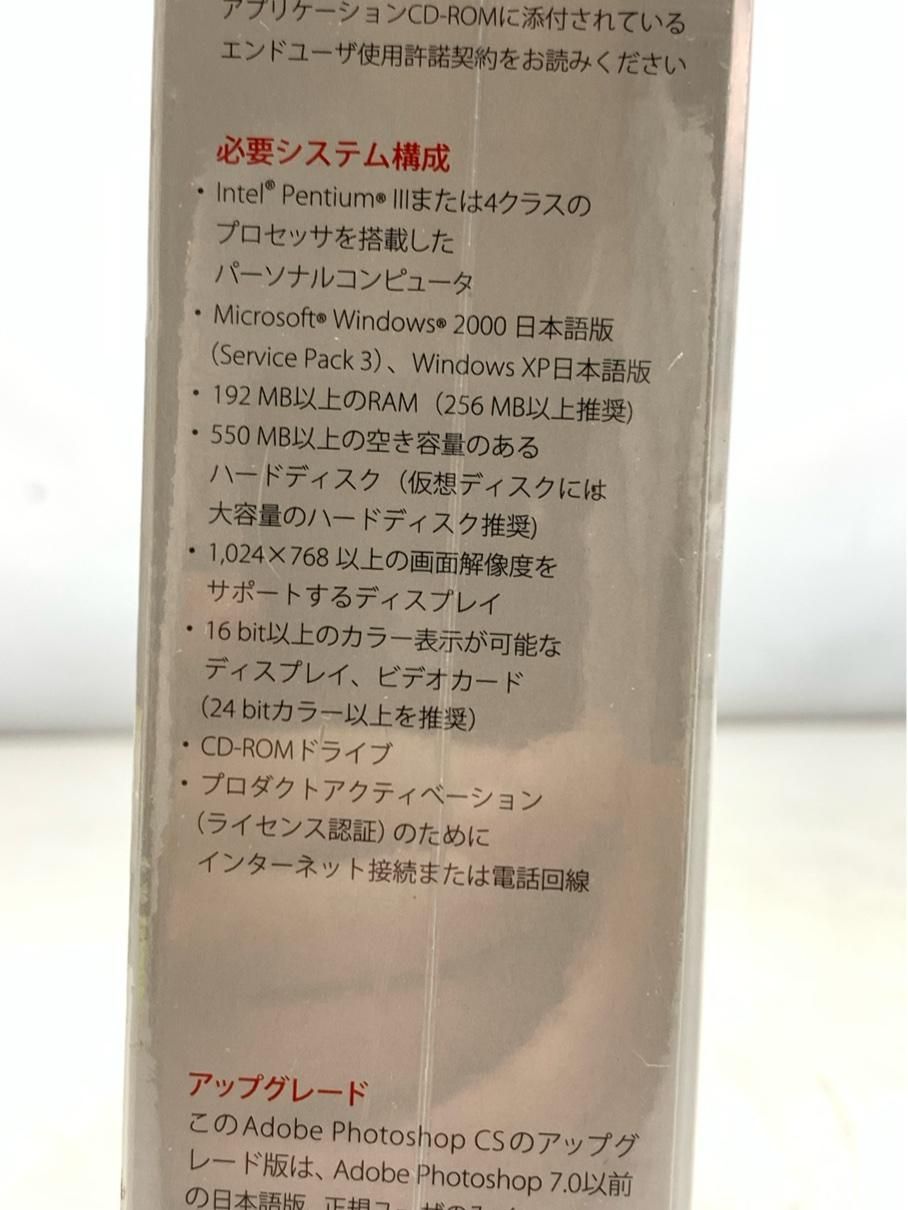 アプリケーションCD-ROMに添付されている
エンドユーザ使用許諾契約をお読みください
必要システム構成
・Intel® Pentium® IIIまたは4クラスの
プロセッサを搭載した
パーソナルコンピュータ
・Microsoft® Windows® 2000 日本語版
（Service Pack 3）、Windows XP日本語版
・192 MB以上のRAM（256 MB以上推奨)
・550 MB以上の空き容量のある
ハードディスク（仮想ディスクには
大容量のハードディスク推奨)
・1,024×768 以上の画面解像度を
サポートするディスプレイ
・16 bit以上のカラー表示が可能な
ディスプレイ、ビデオカード
（24 bitカラー以上を推奨）
・CD-ROMドライブ
・プロダクトアクティベーション
（ライセンス認証）のために
インターネット接続または電話回線
アップグレード
このAdobe Photoshop CSのアップグ
レード版は、Adobe Photoshop 7.0以前
の日本語版、正規ユーザのみ